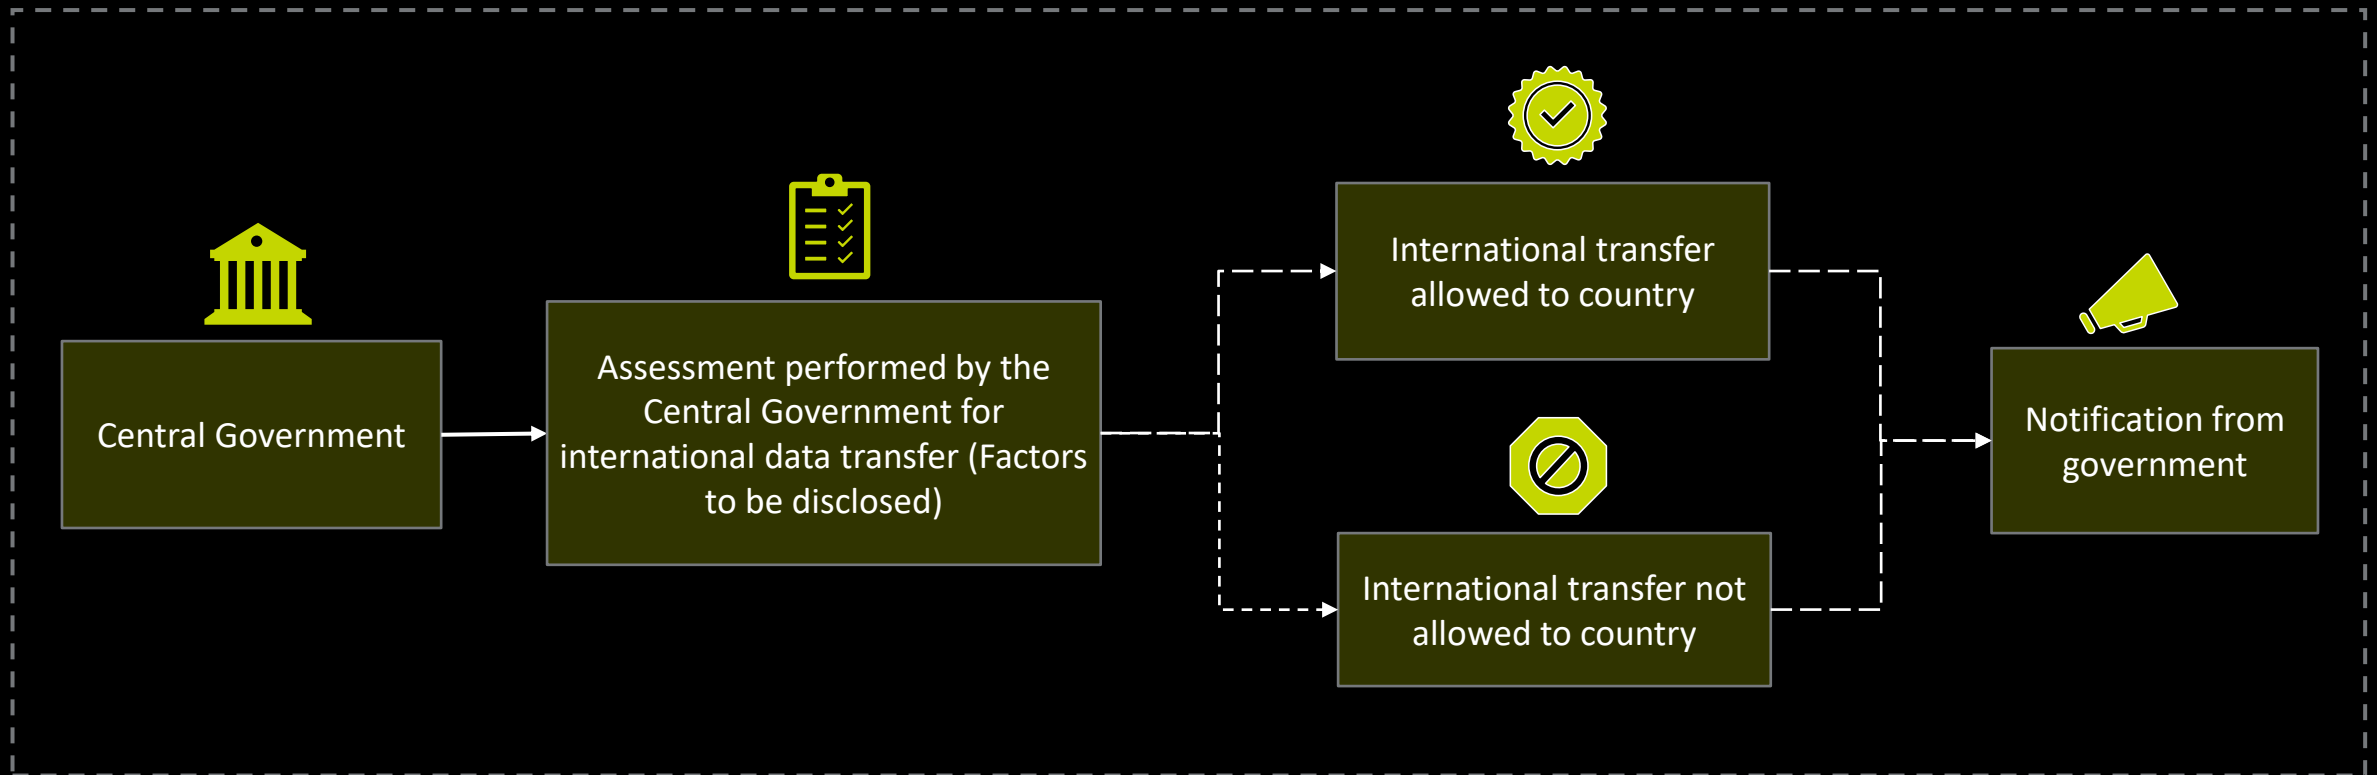 Central Government
Assessment performed by the
Central Government for
international data transfer (Factors
to be disclosed)
International transfer
allowed to country
International transfer not
allowed to country
Notification from
government